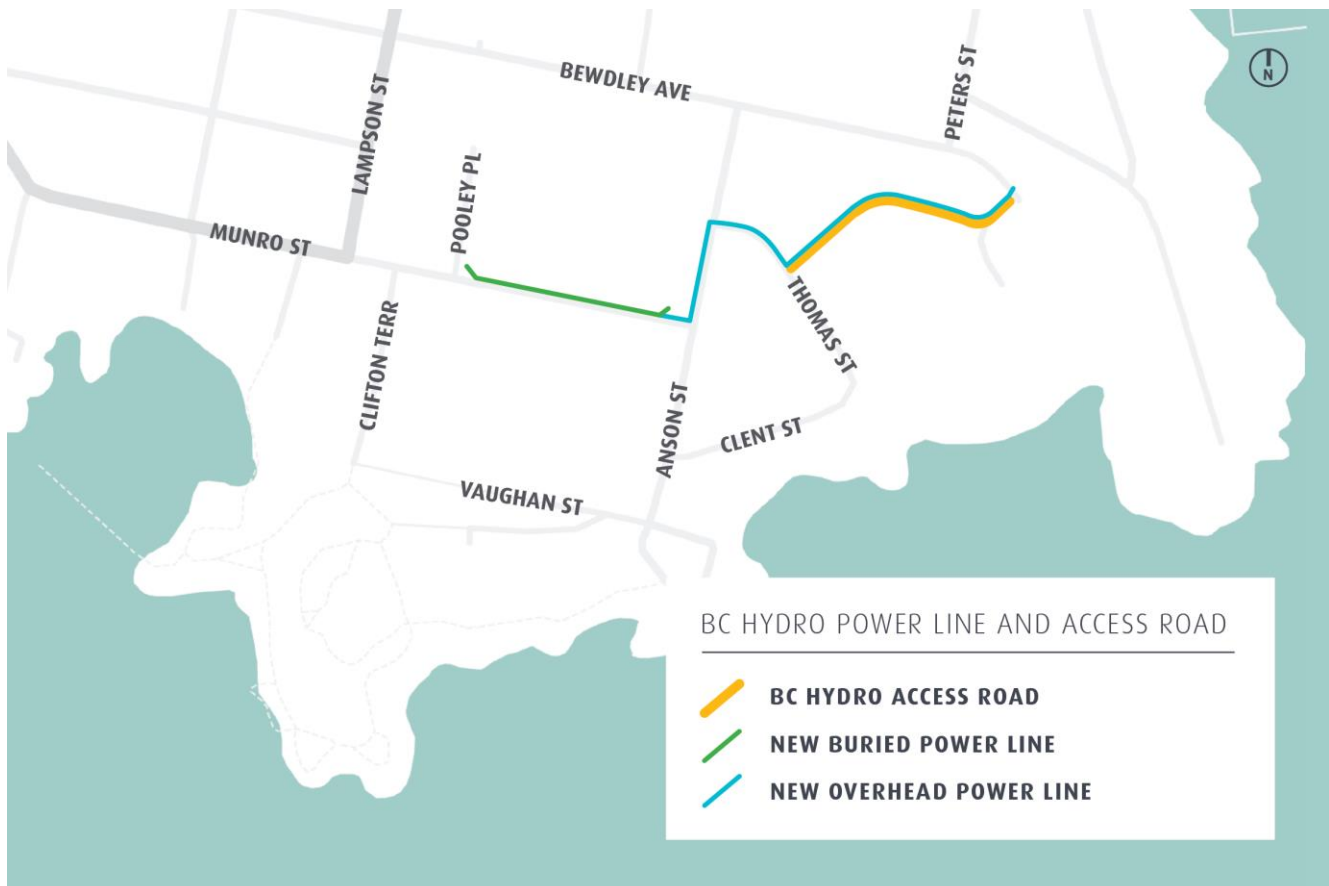 BEWDLEY AVE
PETERS ST
N
LAMPSON ST
POOLEY PL
MUNRO ST
CLIFTON TERR
THOMAS ST
ANSON ST
CLENT ST
VAUGHAN ST
BC HYDRO POWER LINE AND ACCESS ROAD
BC HYDRO ACCESS ROAD
NEW BURIED POWER LINE
NEW OVERHEAD POWER LINE